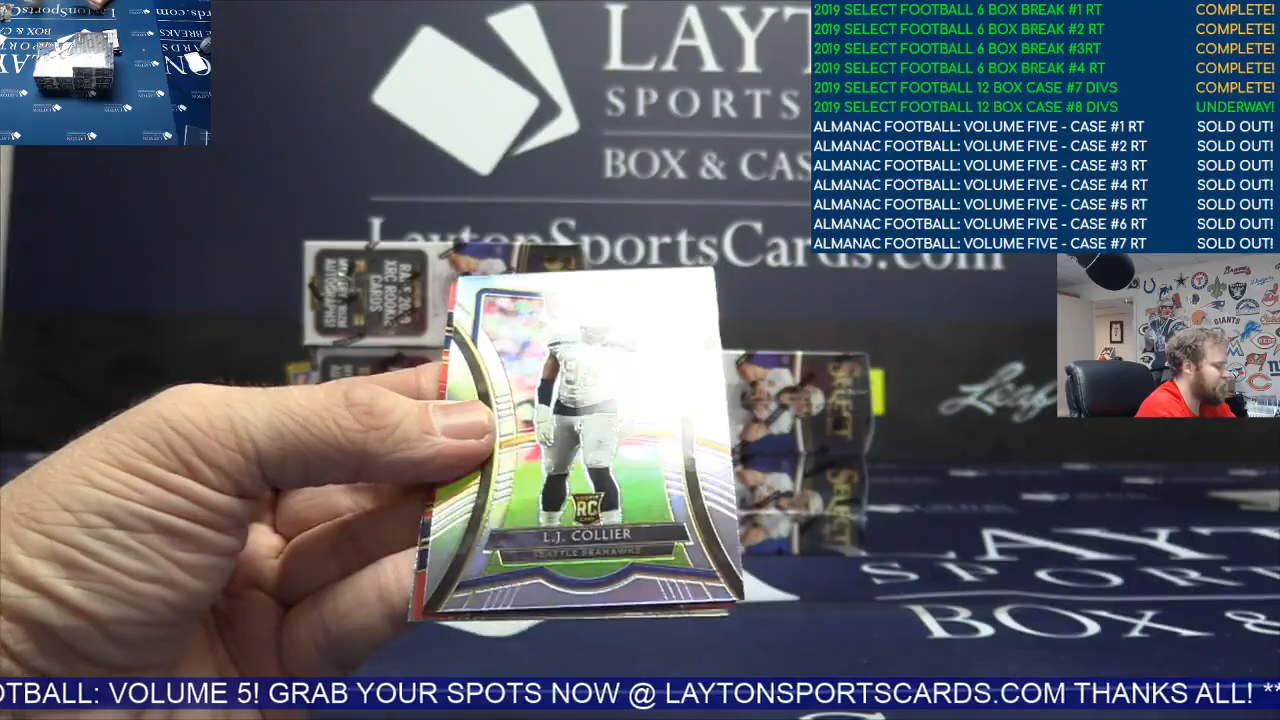 2019 SELECT FOOTBALL 6 BOX BREAK #1 RT COMPLETE!
2019 SELECT FOOTBALL 6 BOX BREAK #2 RT COMPLETE!
2019 SELECT FOOTBALL 6 BOX BREAK #3RT COMPLETE!
2019 SELECT FOOTBALL 6 BOX BREAK #4 RT COMPLETE!
2019 SELECT FOOTBALL 12 BOX CASE #7 DIVS COMPLETE!
2019 SELECT FOOTBALL 12 BOX CASE #8 DIVS UNDERWAY!
ALMANAC FOOTBALL: VOLUME FIVE - CASE #1 RT SOLD OUT!
ALMANAC FOOTBALL: VOLUME FIVE - CASE #2 RT SOLD OUT!
ALMANAC FOOTBALL: VOLUME FIVE - CASE #3 RT SOLD OUT!
ALMANAC FOOTBALL: VOLUME FIVE - CASE #4 RT SOLD OUT!
ALMANAC FOOTBALL: VOLUME FIVE - CASE #5 RT SOLD OUT!
ALMANAC FOOTBALL: VOLUME FIVE - CASE #6 RT SOLD OUT!
ALMANAC FOOTBALL: VOLUME FIVE - CASE #7 RT SOLD OUT!
LAYT
SPORTS
BOX & CAS
LaytonSportsCards.com
Leaf
SELECT
SELECT
RC
L.J. COLLIER
SEATTLE SEAHAWKS
LAYT
SPORT
BOX &
OTBALL: VOLUME 5! GRAB YOUR SPOTS NOW @ LAYTONSPORTSCARDS.COM THANKS ALL! **